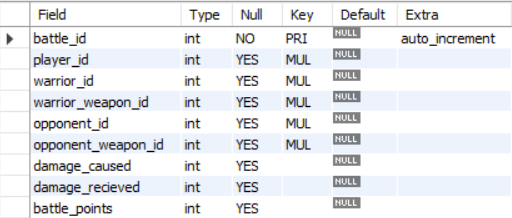 Field Type Null Key Default Extra
battle_id int NO PRI NULL auto_increment
player_id int YES MUL NULL
warrior_id int YES MUL NULL
warrior_weapon_id int YES MUL NULL
opponent_id int YES MUL NULL
opponent_weapon_id int YES MUL NULL
damage_caused int YES NULL
damage_recieved int YES NULL
battle_points int YES NULL